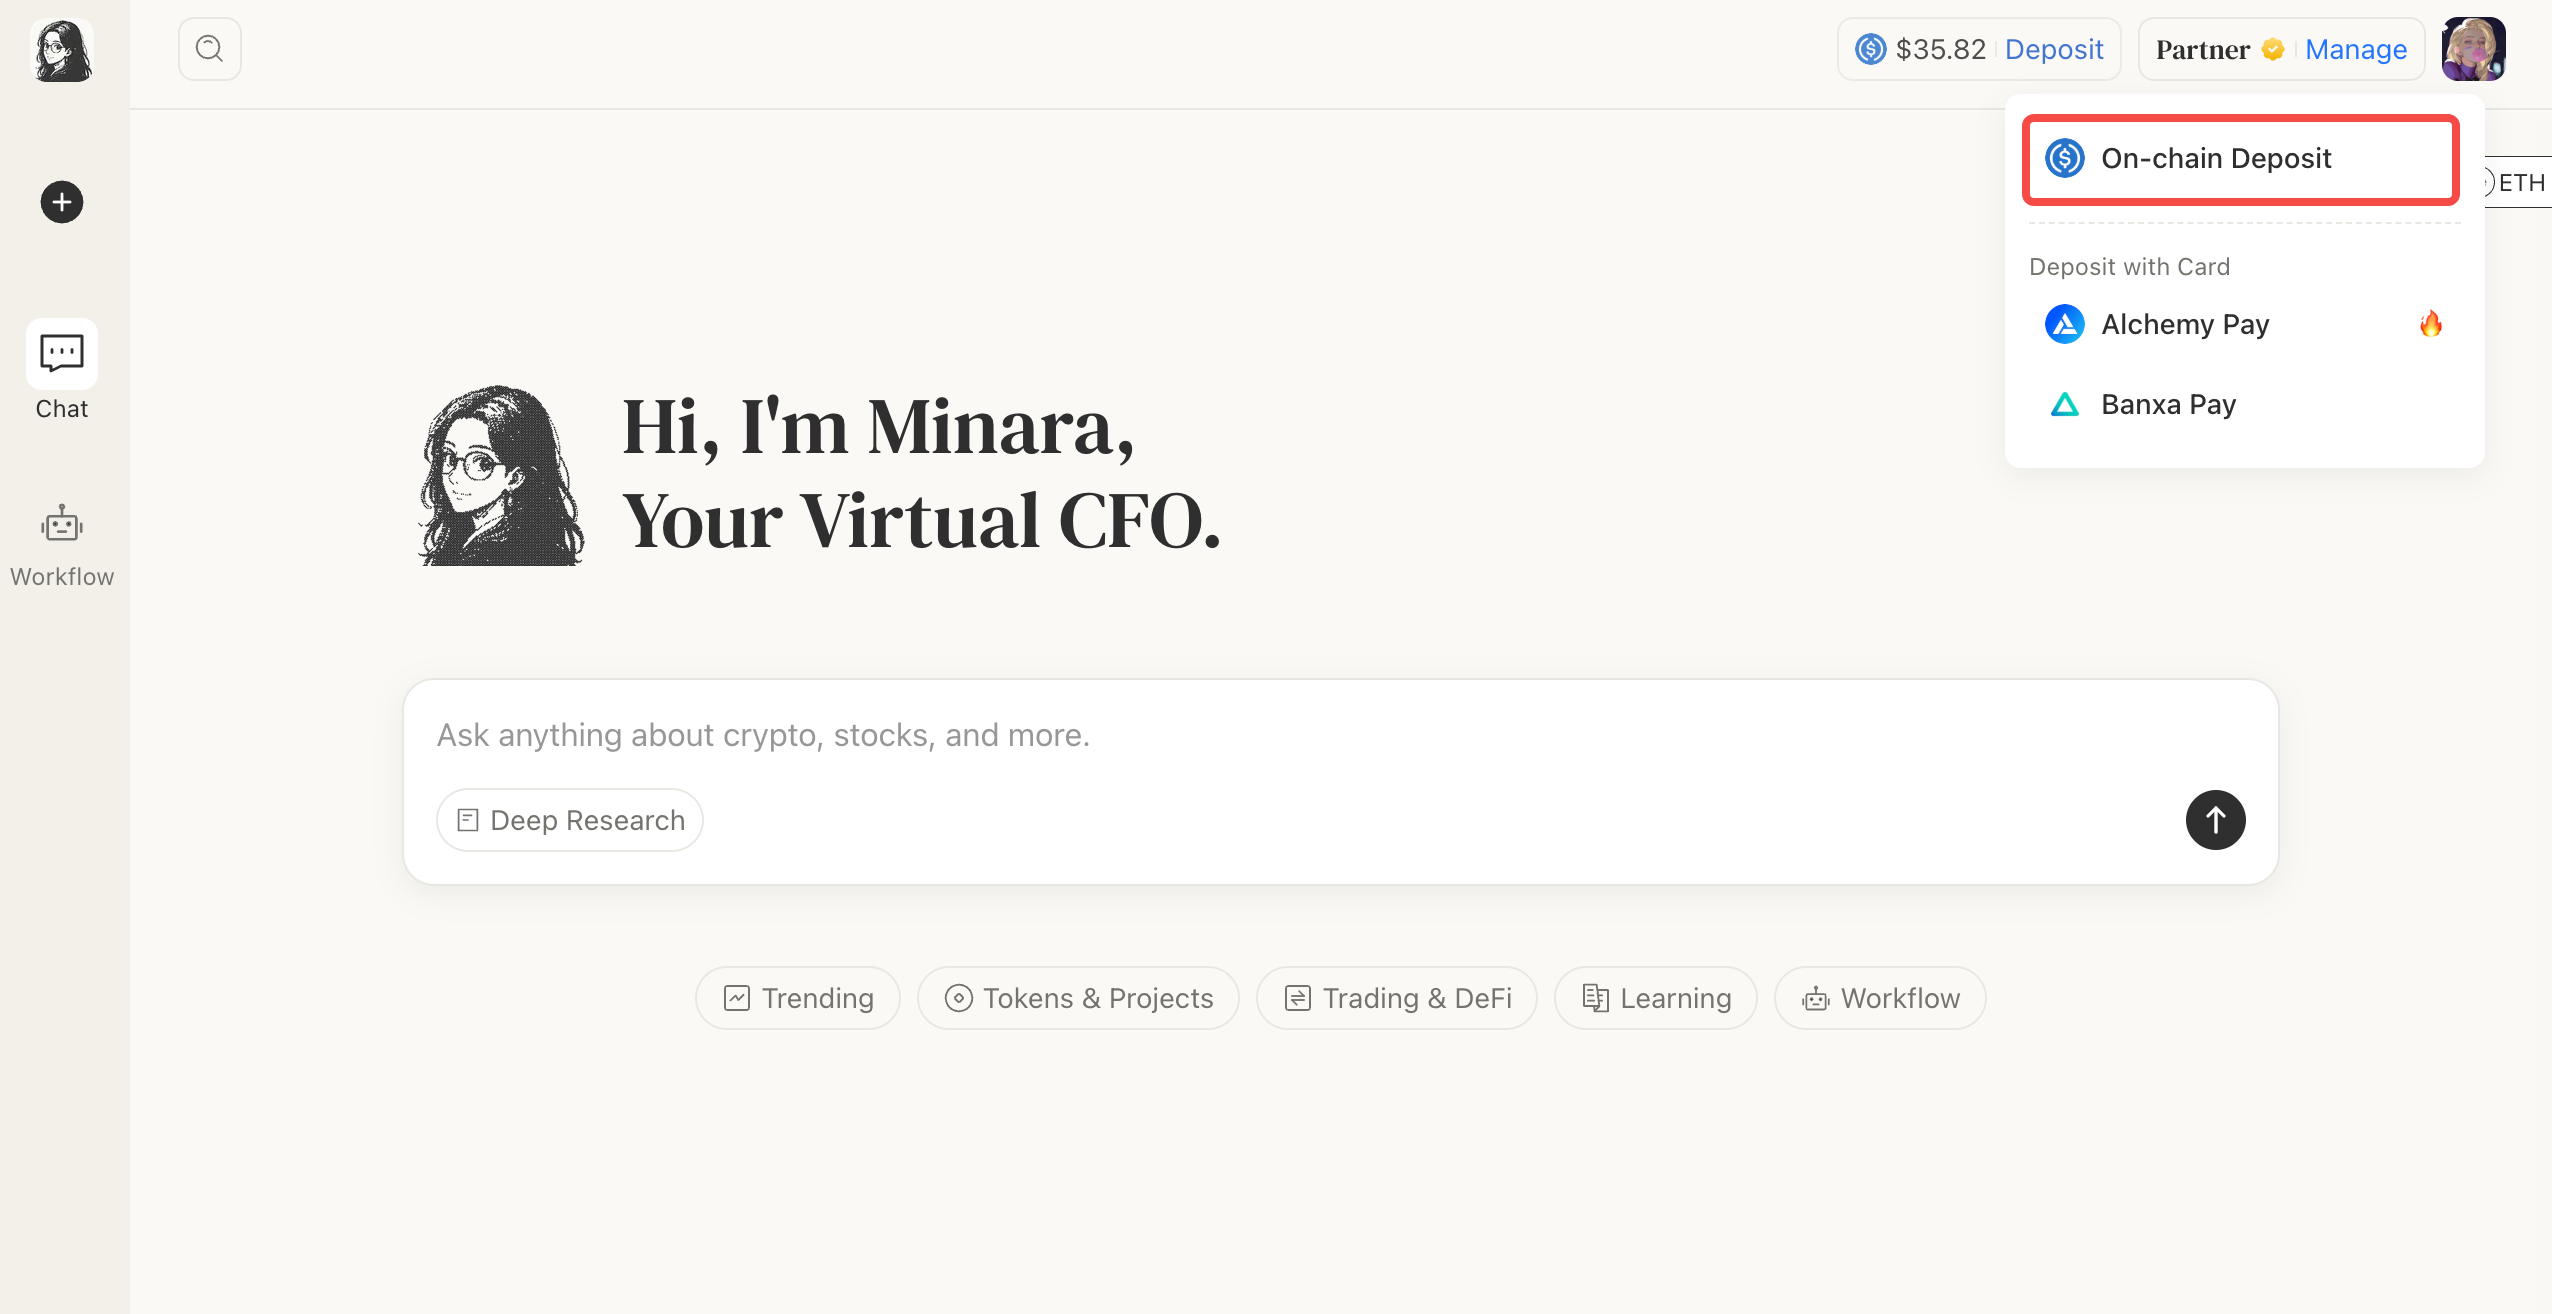 $35.82 Deposit
Partner Manage
On-chain Deposit
ETH
Deposit with Card
Alchemy Pay
Banxa Pay
Chat
Workflow
Hi, I'm Minara,
Your Virtual CFO.
Ask anything about crypto, stocks, and more.
Deep Research
Trending
Tokens & Projects
Trading & DeFi
Learning
Workflow